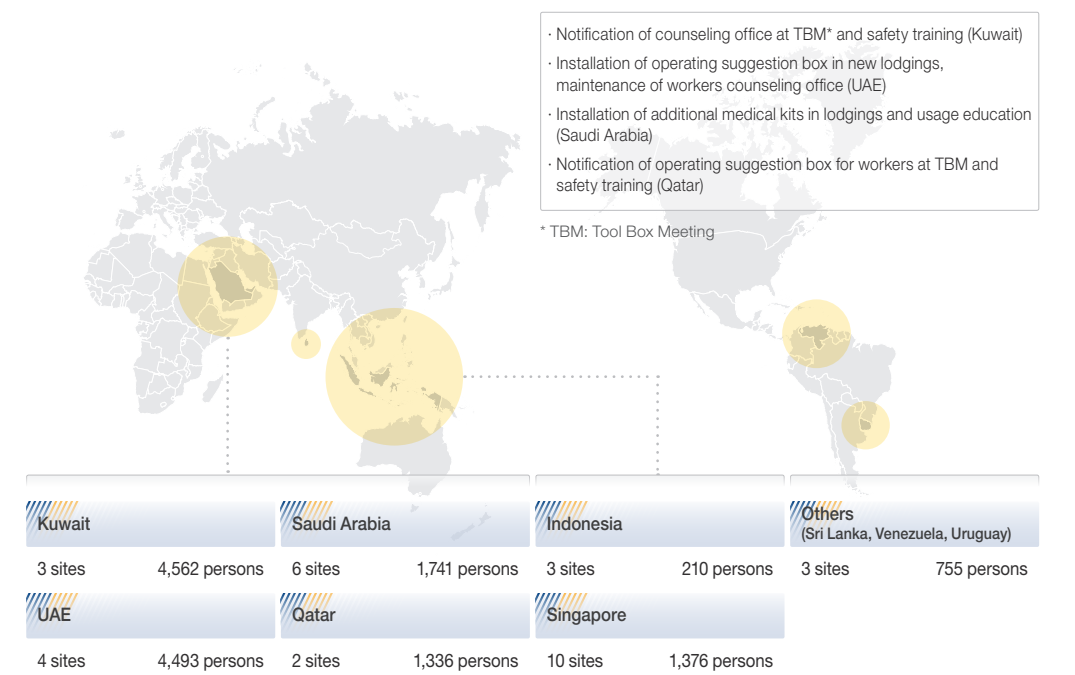 · Notification of counseling office at TBM* and safety training (Kuwait)
· Installation of operating suggestion box in new lodgings,
maintenance of workers counseling office (UAE)
· Installation of additional medical kits in lodgings and usage education
(Saudi Arabia)
· Notification of operating suggestion box for workers at TBM and
safety training (Qatar)
* TBM: Tool Box Meeting
Kuwait
3 sites 4,562 persons
Saudi Arabia
6 sites 1,741 persons
Indonesia
3 sites 210 persons
Others
(Sri Lanka, Venezuela, Uruguay)
3 sites 755 persons
UAE
4 sites 4,493 persons
Qatar
2 sites 1,336 persons
Singapore
10 sites 1,376 persons